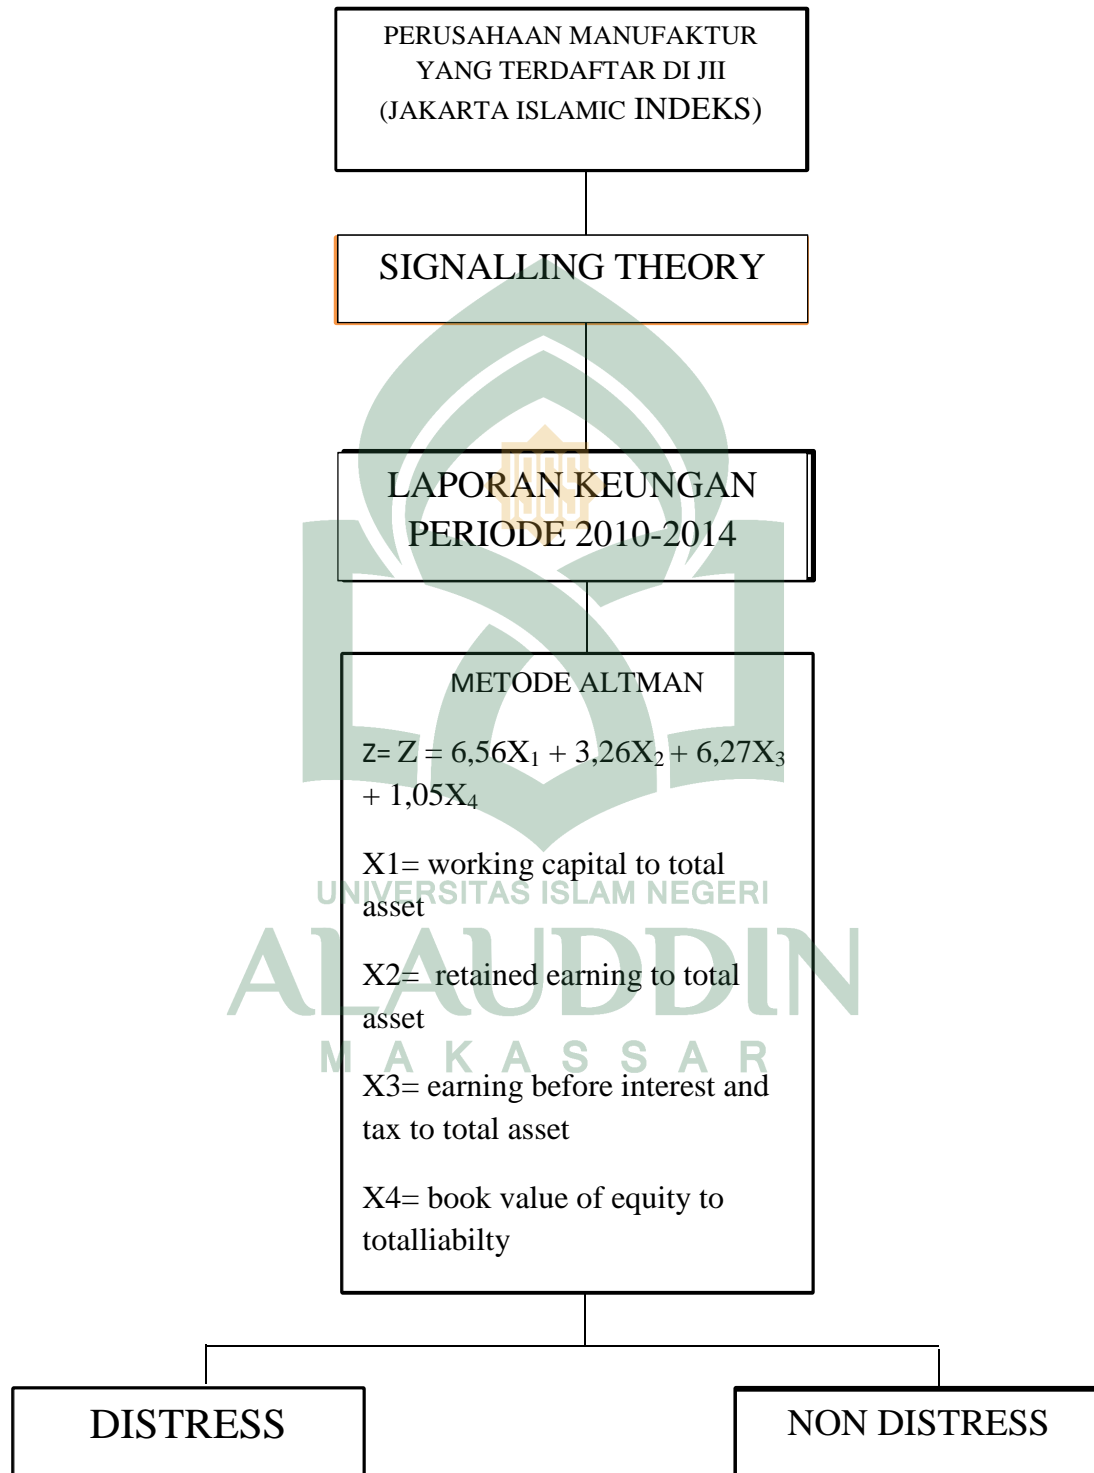 PERUSAHAAN MANUFAKTUR
YANG TERDAFTAR DI JII
(JAKARTA ISLAMIC INDEKS)
SIGNALLING THEORY
LAPORAN KEUNGAN
PERIODE 2010-2014
METODE ALTMAN
z= Z = 6,56X₁ + 3,26X₂ + 6,27X₃
+ 1,05X₄
X1= working capital to total
asset
UNIVERSITAS ISLAM NEGERI
ALAUDDIN
MAKASSAR
X2= retained earning to total
asset
X3= earning before interest and
tax to total asset
X4= book value of equity to
totalliabilty
DISTRESS
NON DISTRESS